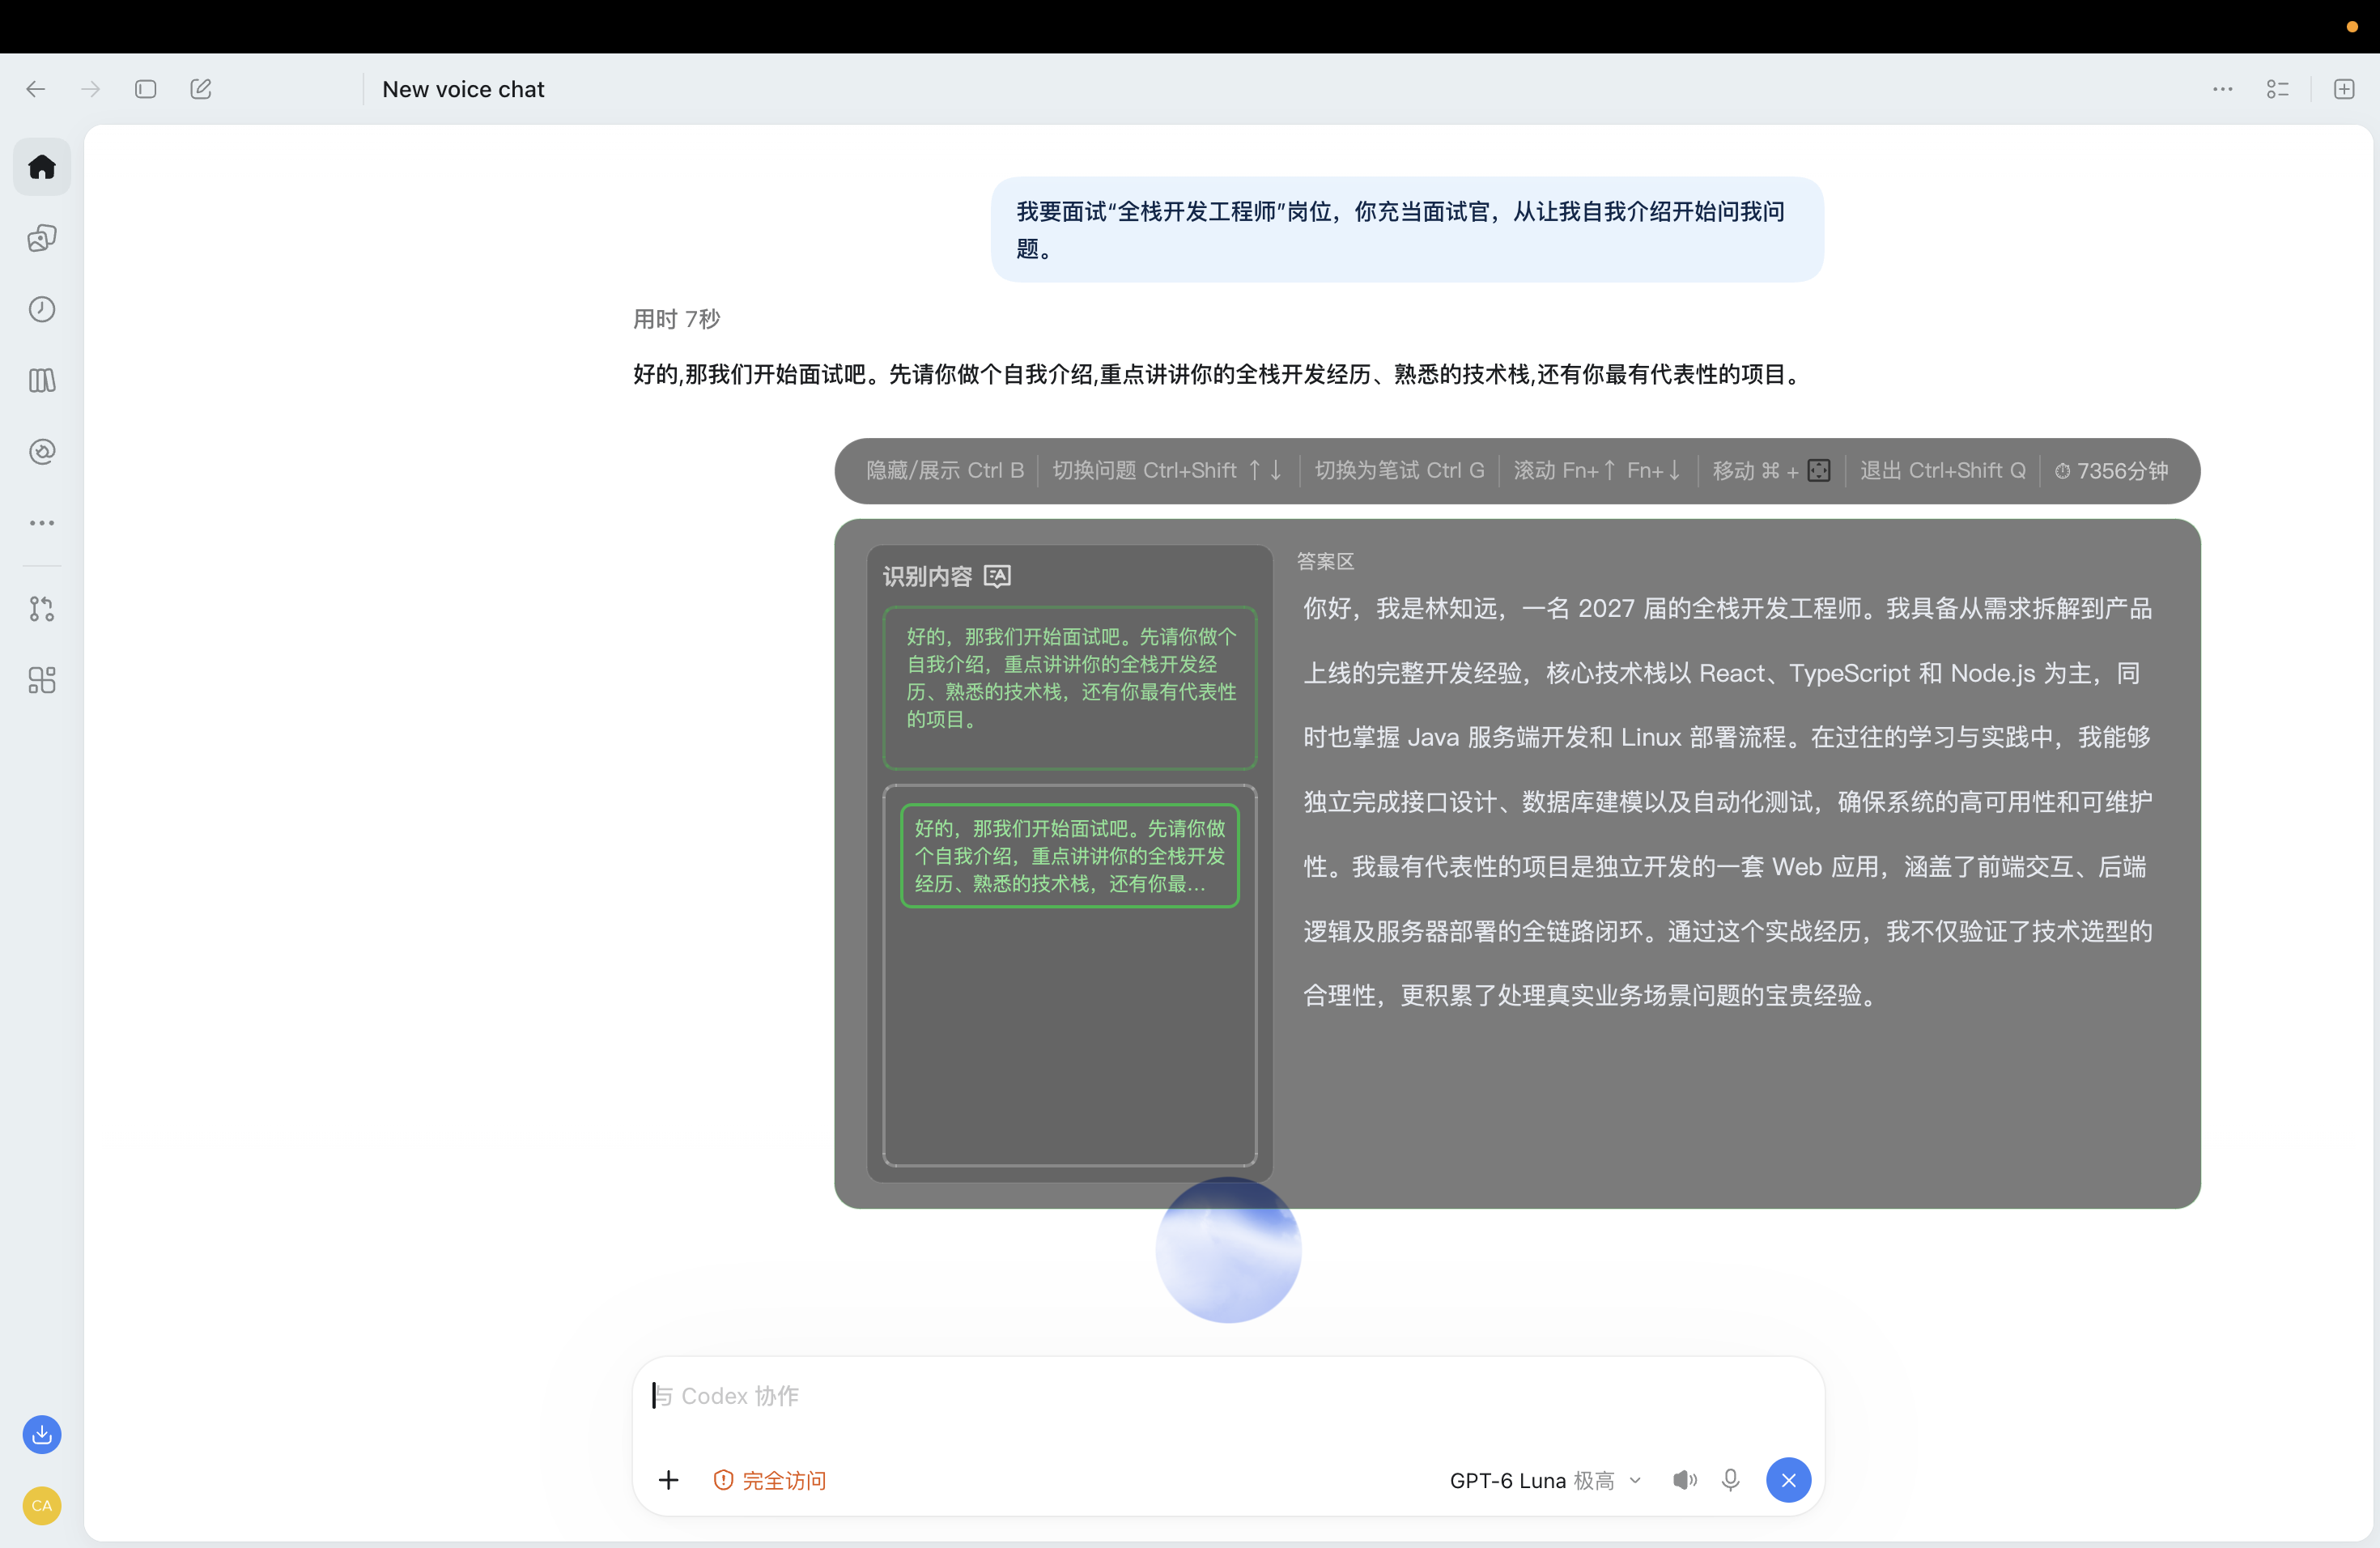 New voice chat
我要面试“全栈开发工程师”岗位，你充当面试官，从让我自我介绍开始问我问
题。
用时 7秒
好的,那我们开始面试吧。先请你做个自我介绍,重点讲讲你的全栈开发经历、熟悉的技术栈,还有你最有代表性的项目。
隐藏/展示 Ctrl B 切换问题 Ctrl+Shift ↑ ↓ 切换为笔试 Ctrl G 滚动 Fn+↑ Fn+↓ 移动 ⌘ + 退出 Ctrl+Shift Q 7356分钟
识别内容
好的，那我们开始面试吧。先请你做个
自我介绍，重点讲讲你的全栈开发经
历、熟悉的技术栈，还有你最有代表性
的项目。
好的，那我们开始面试吧。先请你做
个自我介绍，重点讲讲你的全栈开发
经历、熟悉的技术栈，还有你最...
答案区
你好，我是林知远，一名 2027 届的全栈开发工程师。我具备从需求拆解到产品
上线的完整开发经验，核心技术栈以 React、TypeScript 和 Node.js 为主，同
时也掌握 Java 服务端开发和 Linux 部署流程。在过往的学习与实践中，我能够
独立完成接口设计、数据库建模以及自动化测试，确保系统的高可用性和可维护
性。我最有代表性的项目是独立开发的一套 Web 应用，涵盖了前端交互、后端
逻辑及服务器部署的全链路闭环。通过这个实战经历，我不仅验证了技术选型的
合理性，更积累了处理真实业务场景问题的宝贵经验。
与 Codex 协作
完全访问
GPT-6 Luna 极高
CA